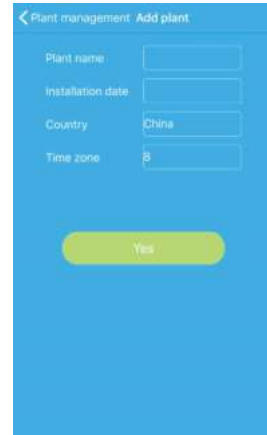 Plant management Add plant
Plant name
Installation date
Country China
Time zone 8
Yes